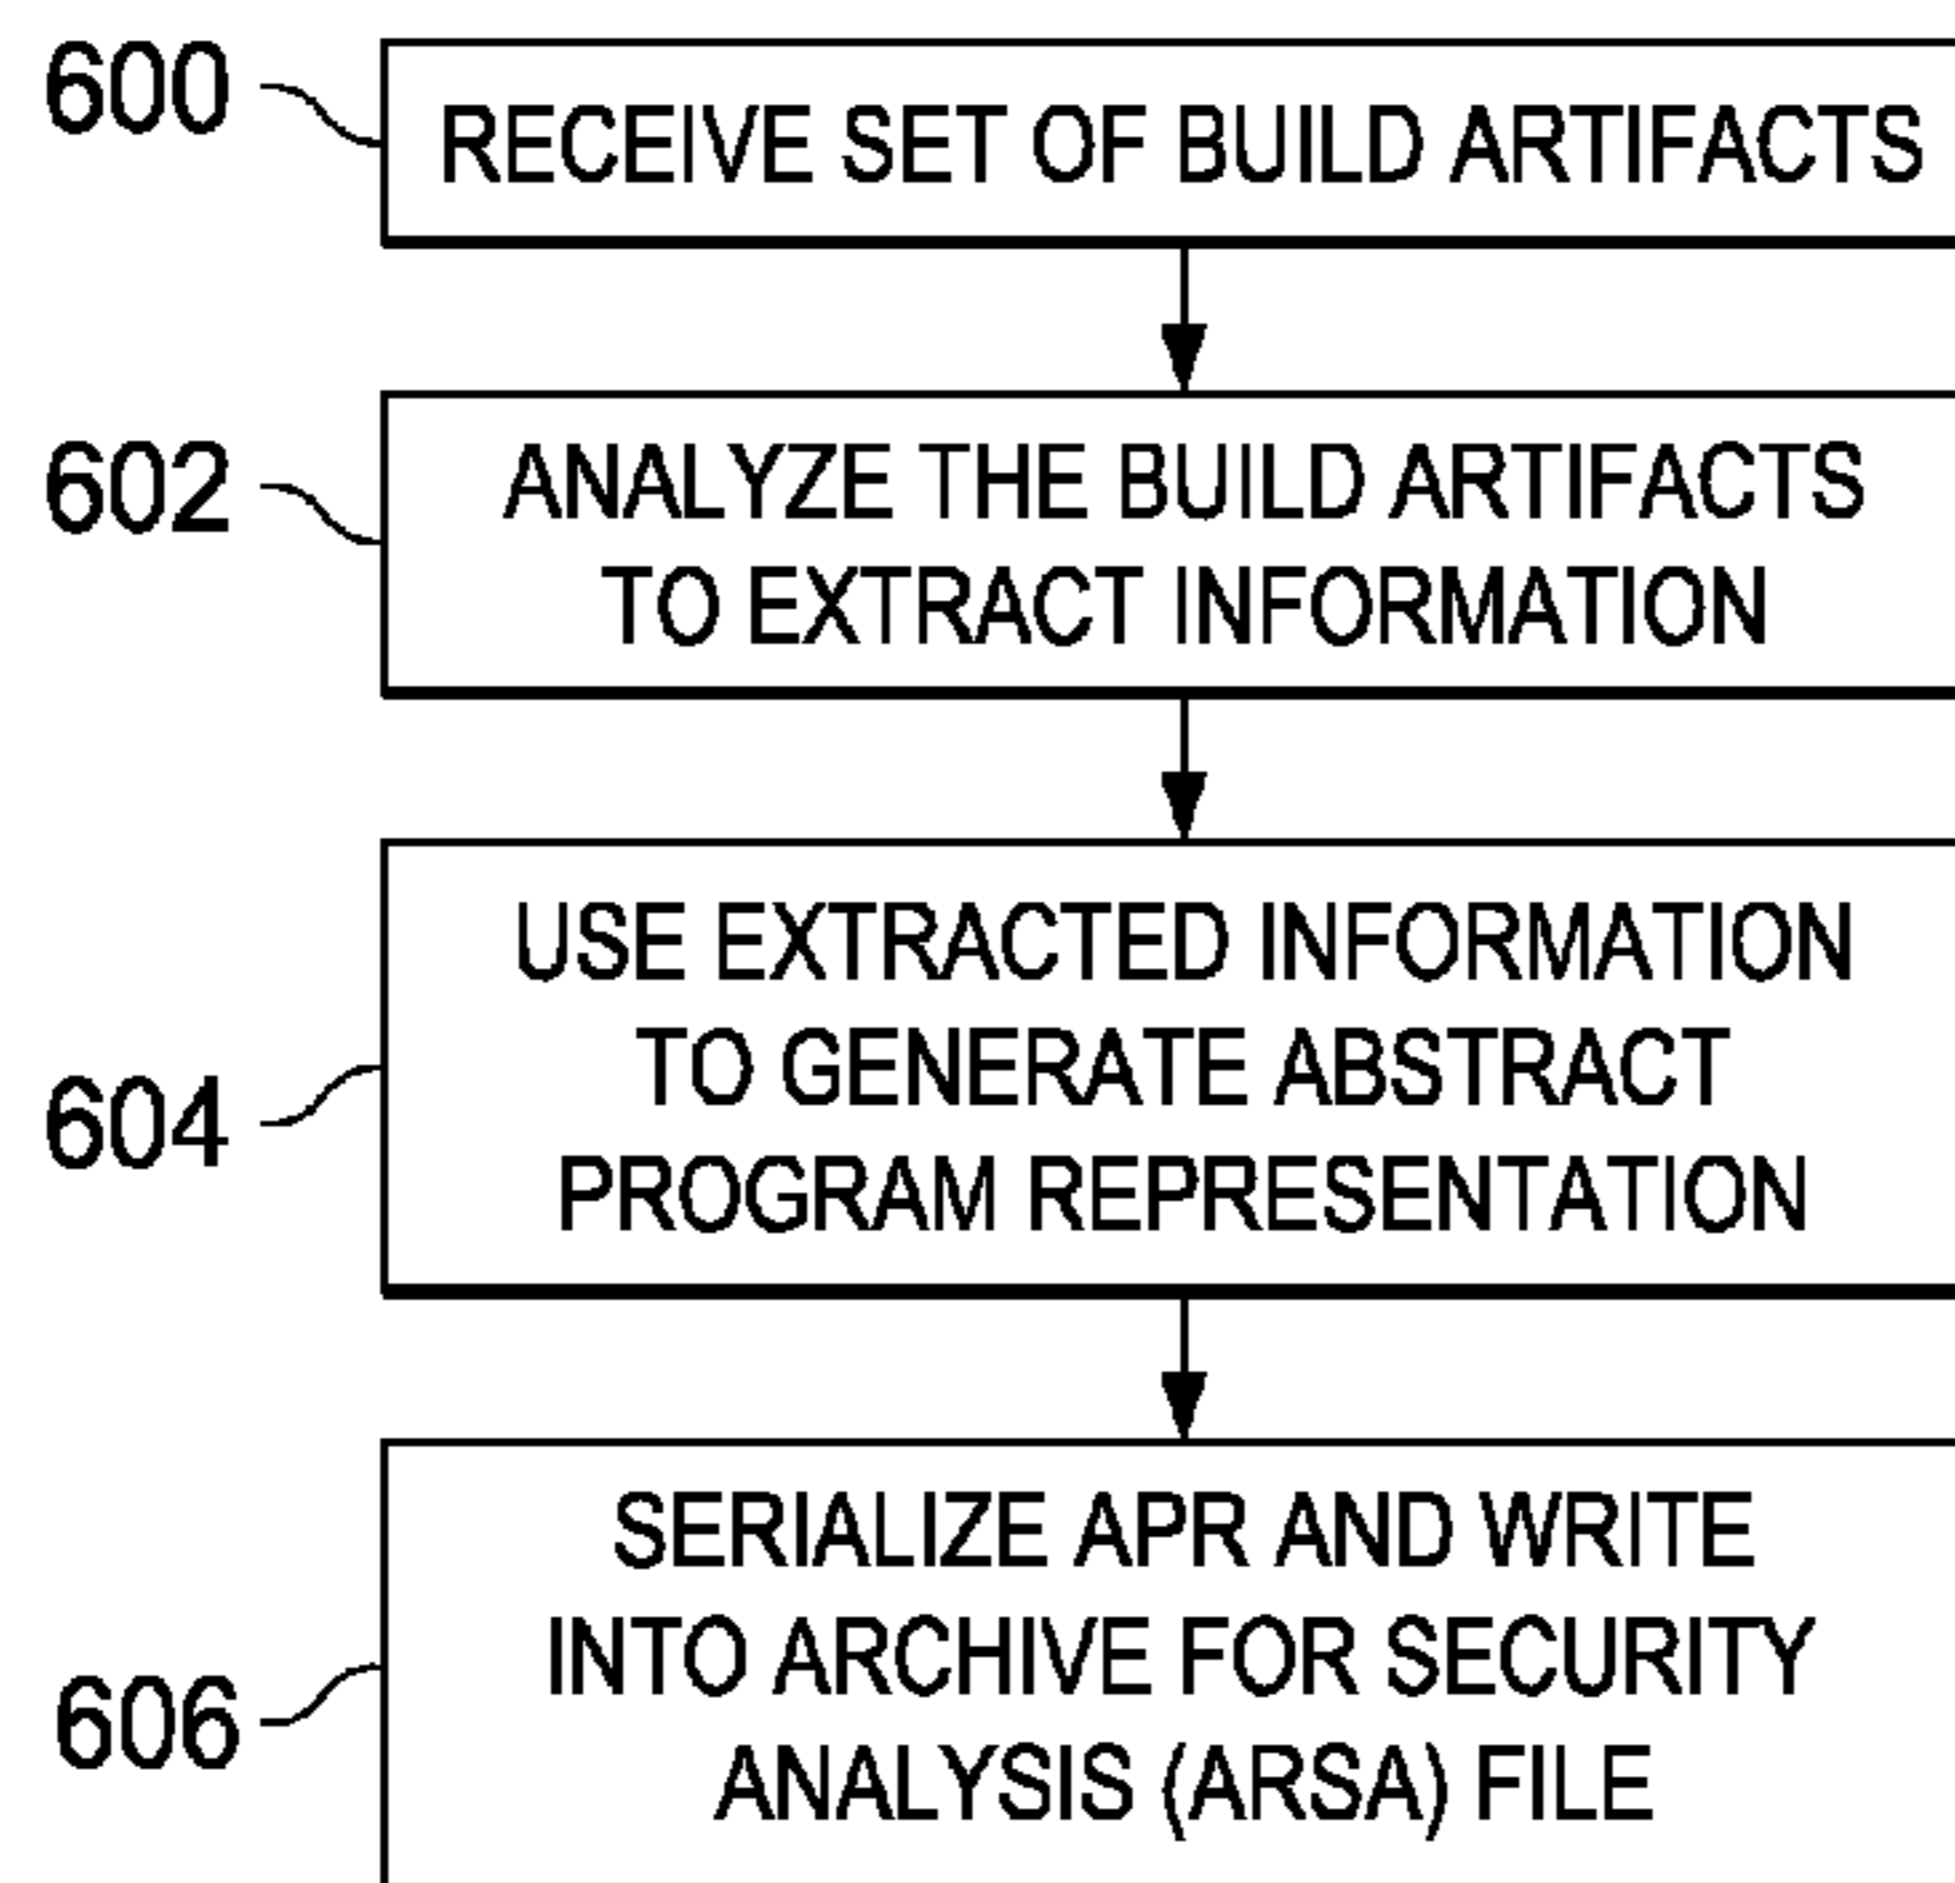 600
RECEIVE SET OF BUILD ARTIFACTS
602
ANALYZE THE BUILD ARTIFACTS
TO EXTRACT INFORMATION
604
USE EXTRACTED INFORMATION
TO GENERATE ABSTRACT
PROGRAM REPRESENTATION
606
SERIALIZE APR AND WRITE
INTO ARCHIVE FOR SECURITY
ANALYSIS (ARSA) FILE